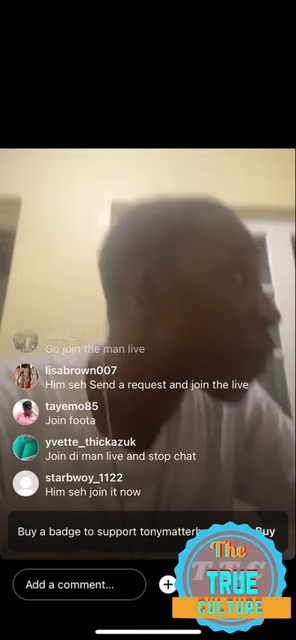 Go join the man live
lisabrown007
Him seh Send a request and join the live
tayemo85
Join foota
yvette_thickazuk
Join di man live and stop chat
starbwoy_1122
Him seh join it now
Buy a badge to support
Buy
Add a comment...
The
TRUE
CULTURE